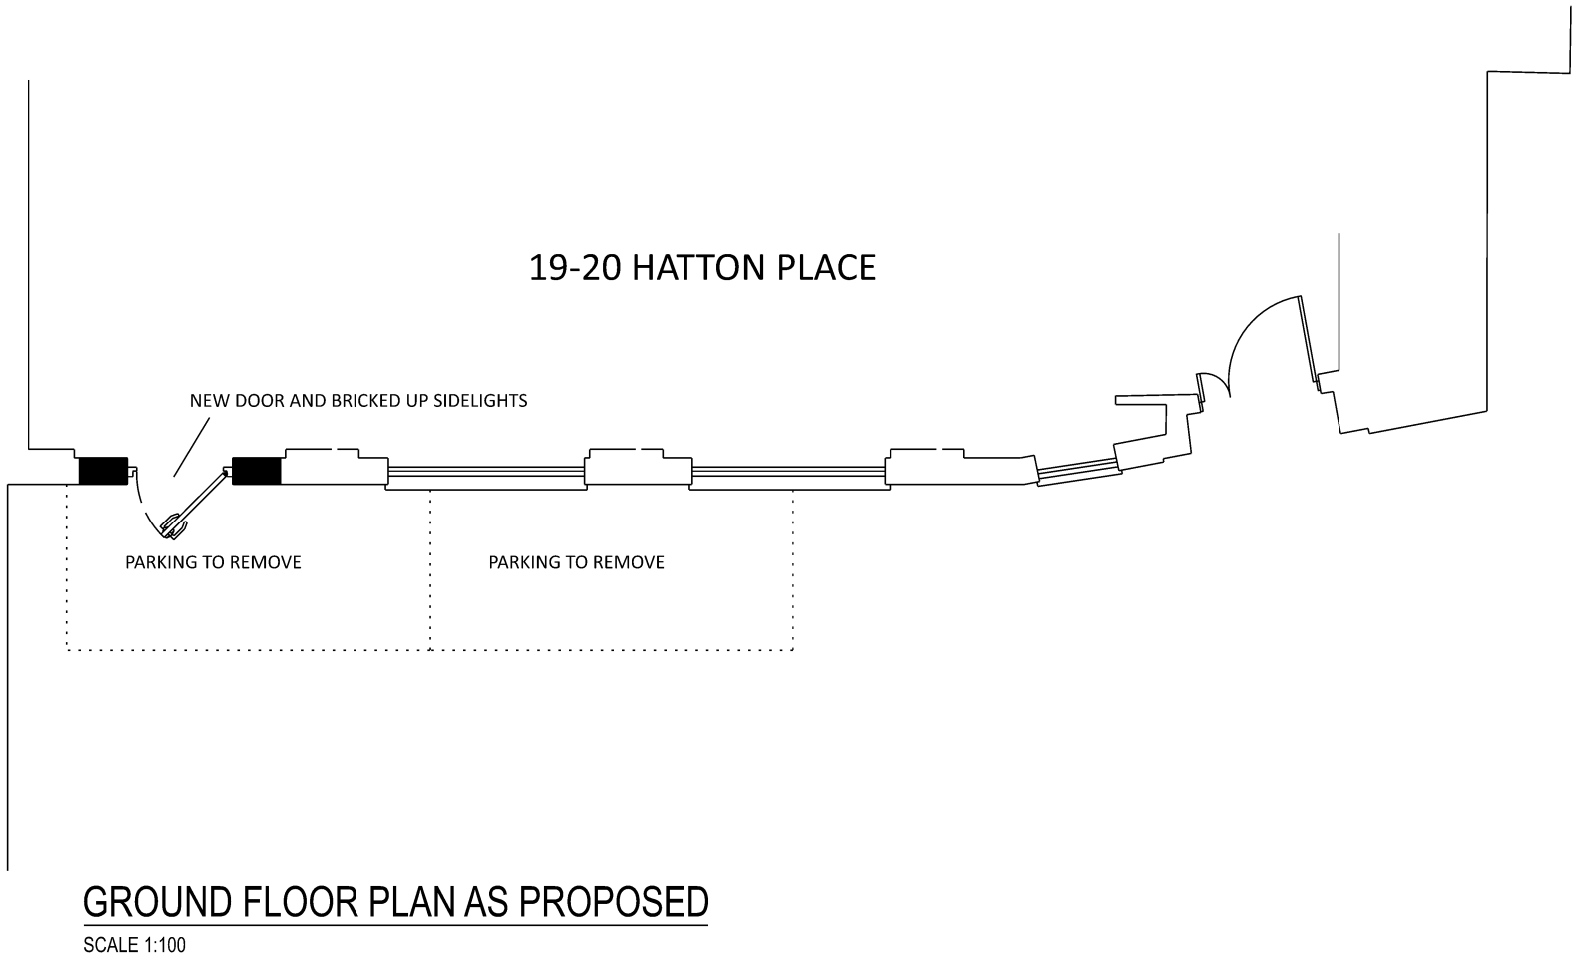 19-20 HATTON PLACE
NEW DOOR AND BRICKED UP SIDELIGHTS
PARKING TO REMOVE
PARKING TO REMOVE
GROUND FLOOR PLAN AS PROPOSED
SCALE 1:100